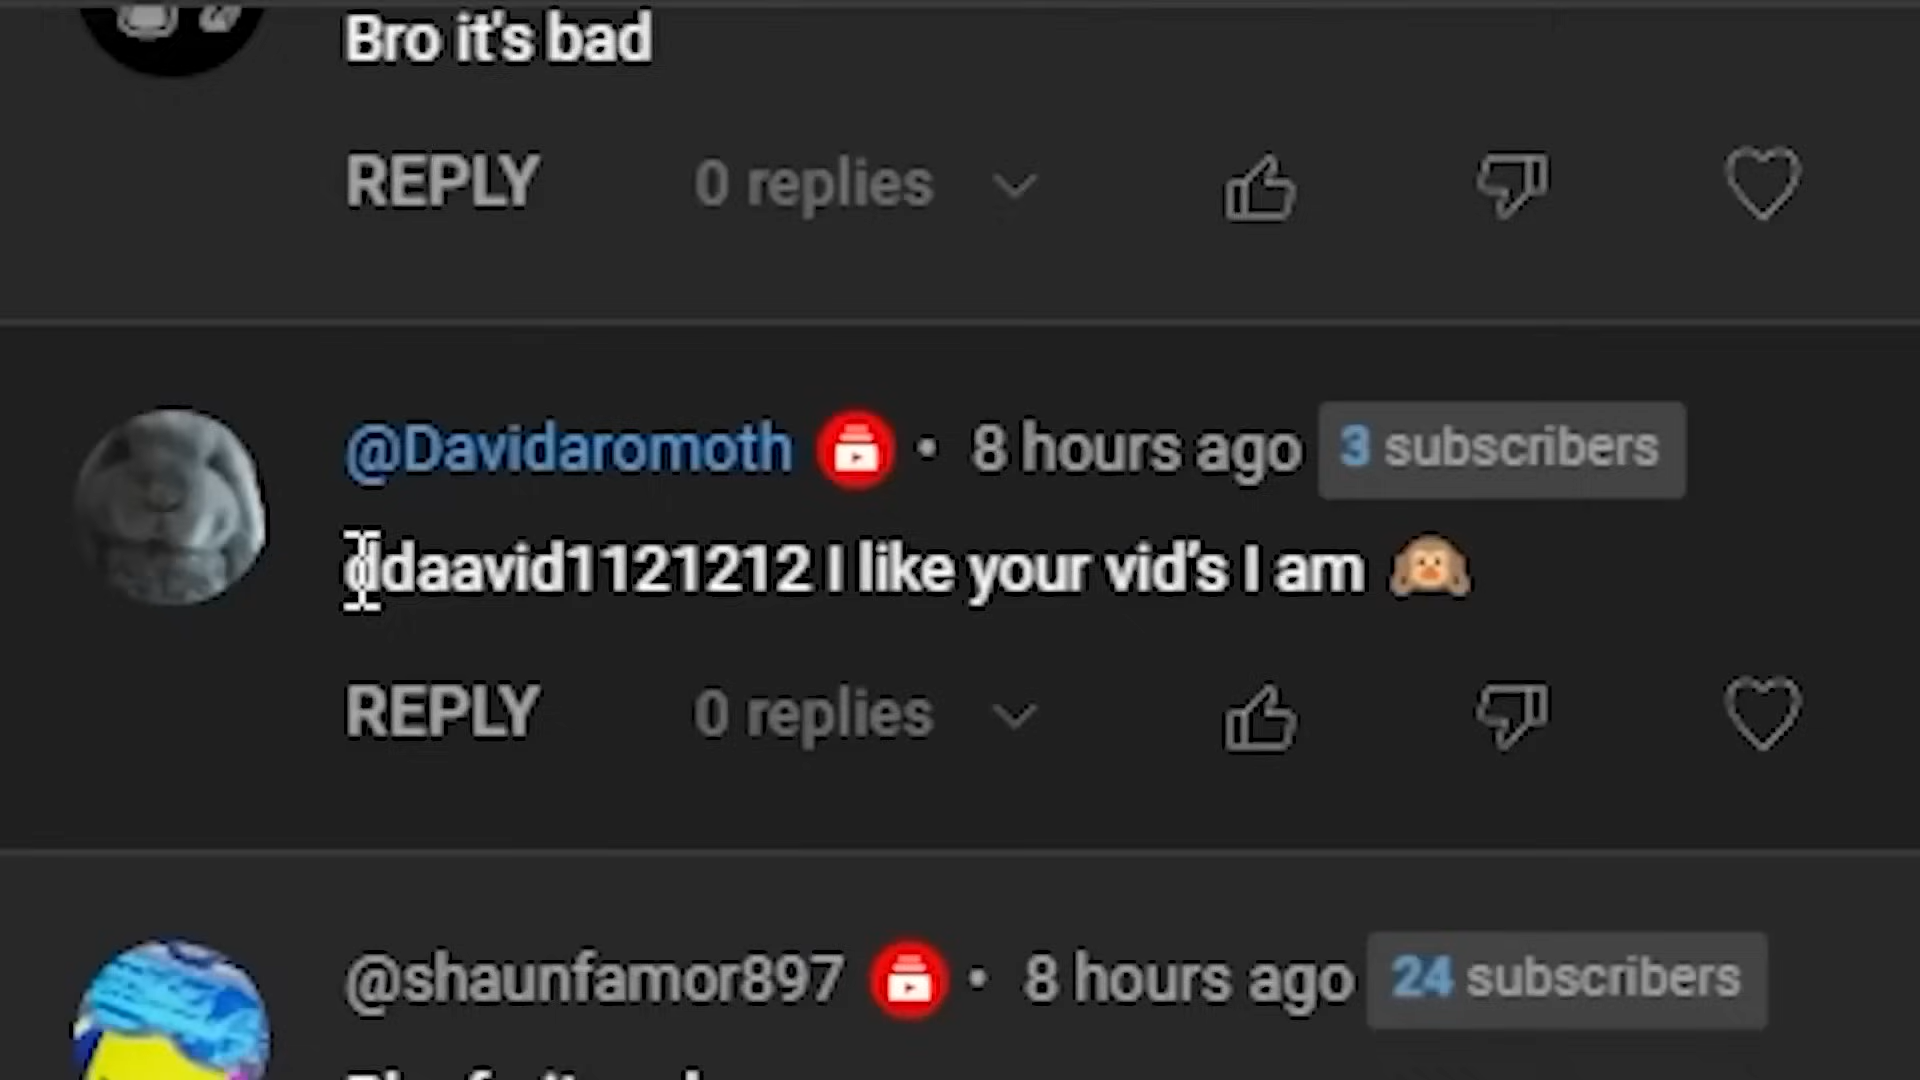 Bro it's bad
REPLY 0 replies
@Davidaromoth • 8 hours ago 3 subscribers
ddaavid1121212 I like your vid's I am 🙉
REPLY 0 replies
@shaunfamor897 • 8 hours ago 24 subscribers